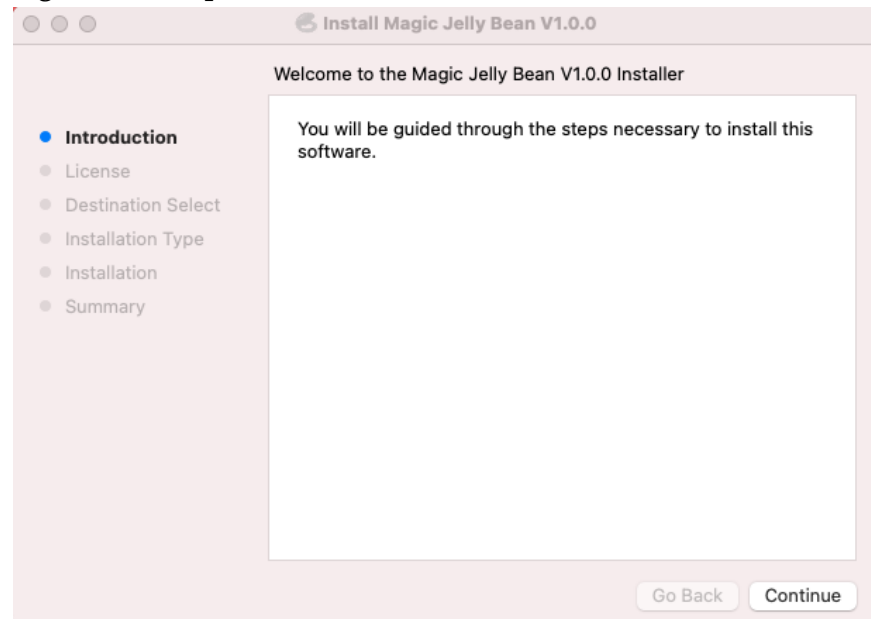 Install Magic Jelly Bean V1.0.0
Welcome to the Magic Jelly Bean V1.0.0 Installer
Introduction
License
Destination Select
Installation Type
Installation
Summary
You will be guided through the steps necessary to install this
software.
Go Back
Continue